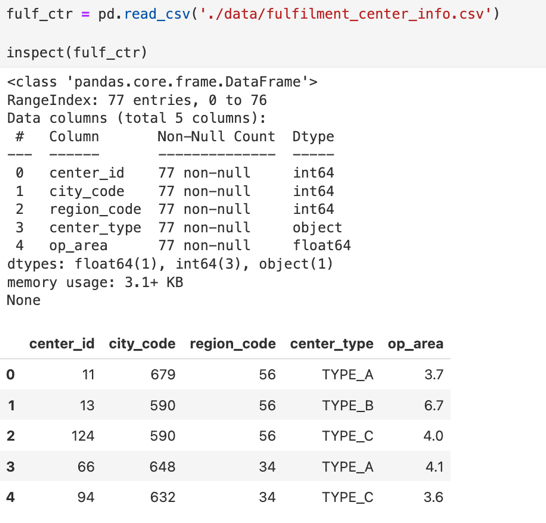 fulf_ctr = pd.read_csv('./data/fulfilment_center_info.csv')
inspect(fulf_ctr)
<class 'pandas.core.frame.DataFrame'>
RangeIndex: 77 entries, 0 to 76
Data columns (total 5 columns):
 #   Column       Non-Null Count  Dtype
---  ------       --------------  -----
 0   center_id    77 non-null     int64
 1   city_code    77 non-null     int64
 2   region_code  77 non-null     int64
 3   center_type  77 non-null     object
 4   op_area      77 non-null     float64
dtypes: float64(1), int64(3), object(1)
memory usage: 3.1+ KB
None
center_id city_code region_code center_type op_area
0 11 679 56 TYPE_A 3.7
1 13 590 56 TYPE_B 6.7
2 124 590 56 TYPE_C 4.0
3 66 648 34 TYPE_A 4.1
4 94 632 34 TYPE_C 3.6